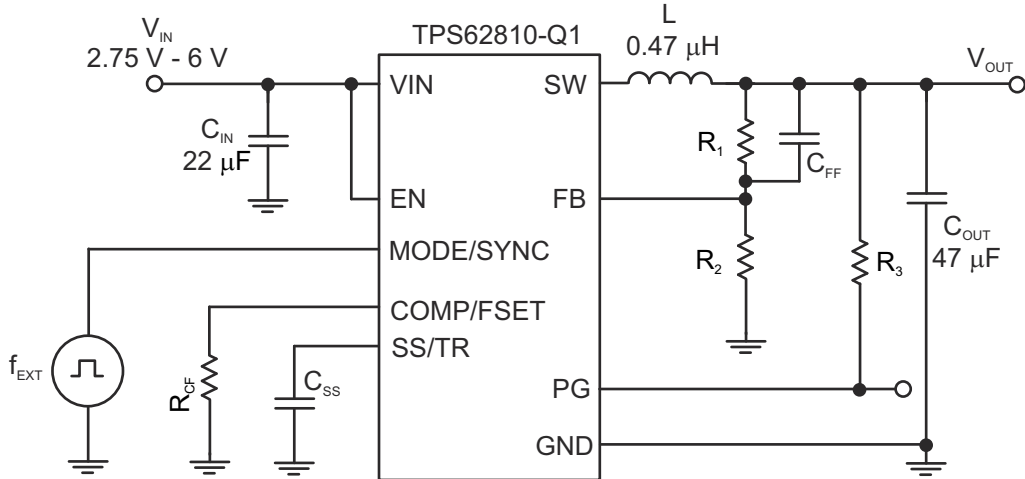 TPS62810-Q1
V_IN
2.75 V - 6 V
L
0.47 μH
V_OUT
VIN
SW
C_IN
22 μF
R_1
C_FF
EN
FB
MODE/SYNC
R_2
R_3
C_OUT
47 μF
COMP/FSET
SS/TR
f_EXT
R_CF
C_SS
PG
GND